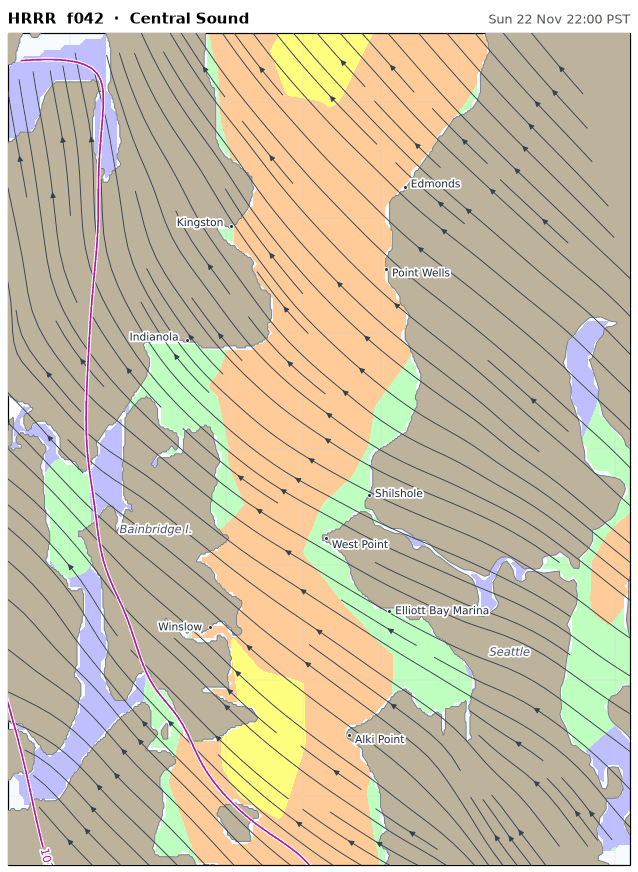 HRRR f042 · Central Sound
Sun 22 Nov 22:00 PST
Edmonds
Kingston
Point Wells
Indianola
Shilshole
Bainbridge I.
West Point
Elliott Bay Marina
Winslow
Seattle
Alki Point
10